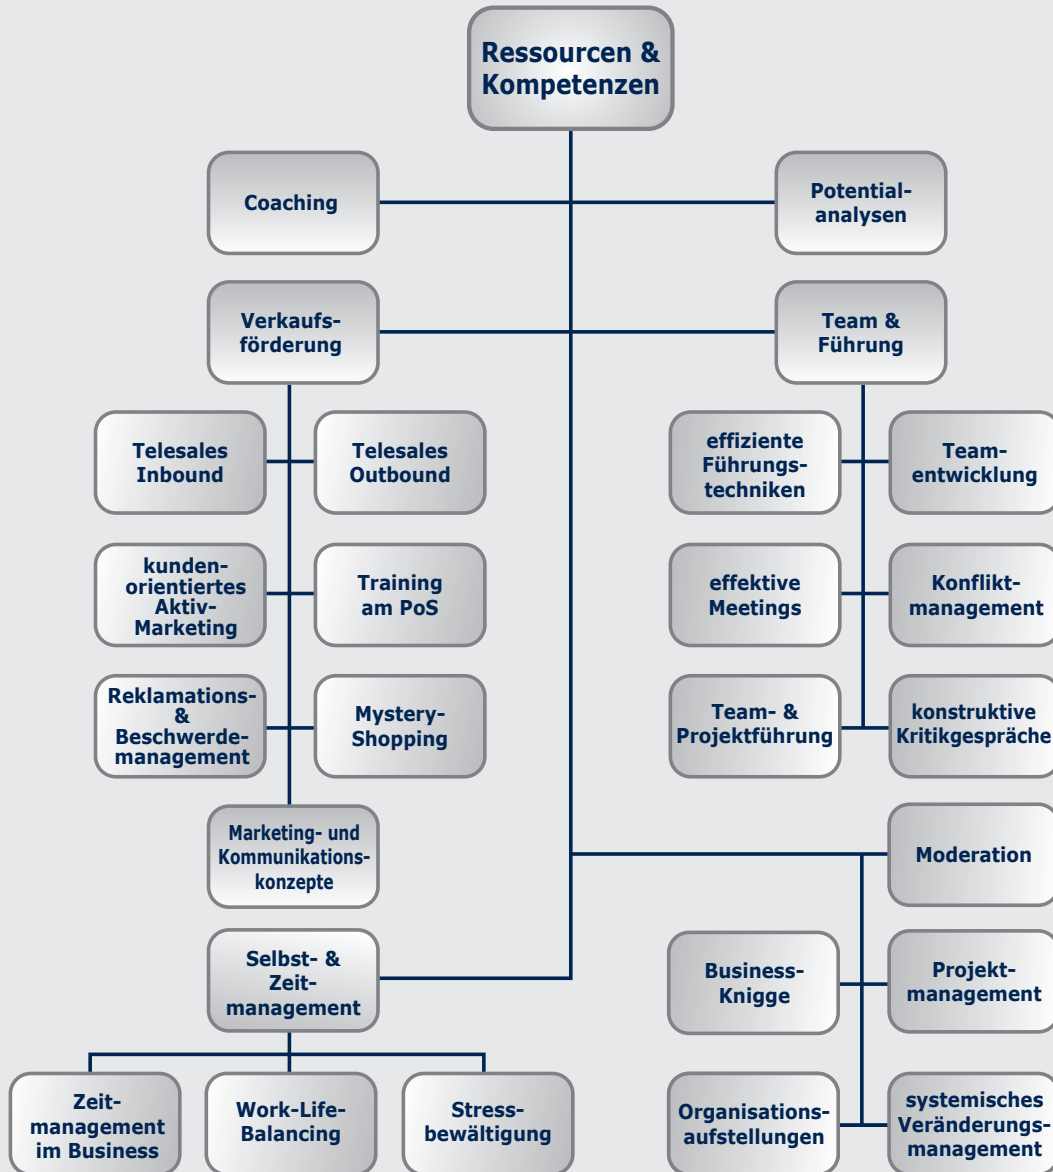 Ressourcen &
Kompetenzen
Coaching
Potential-
analysen
Verkaufs-
förderung
Team &
Führung
Telesales
Inbound
Telesales
Outbound
effiziente
Führungs-
techniken
Team-
entwicklung
kunden-
orientiertes
Aktiv-
Marketing
Training
am PoS
effektive
Meetings
Konflikt-
management
Reklamations-
&
Beschwerde-
management
Mystery-
Shopping
Team- &
Projektführung
konstruktive
Kritikgespräche
Marketing- und
Kommunikations-
konzepte
Moderation
Selbst- &
Zeit-
management
Business-
Knigge
Projekt-
management
Zeit-
management
im Business
Work-Life-
Balancing
Stress-
bewältigung
Organisations-
aufstellungen
systemisches
Veränderungs-
management